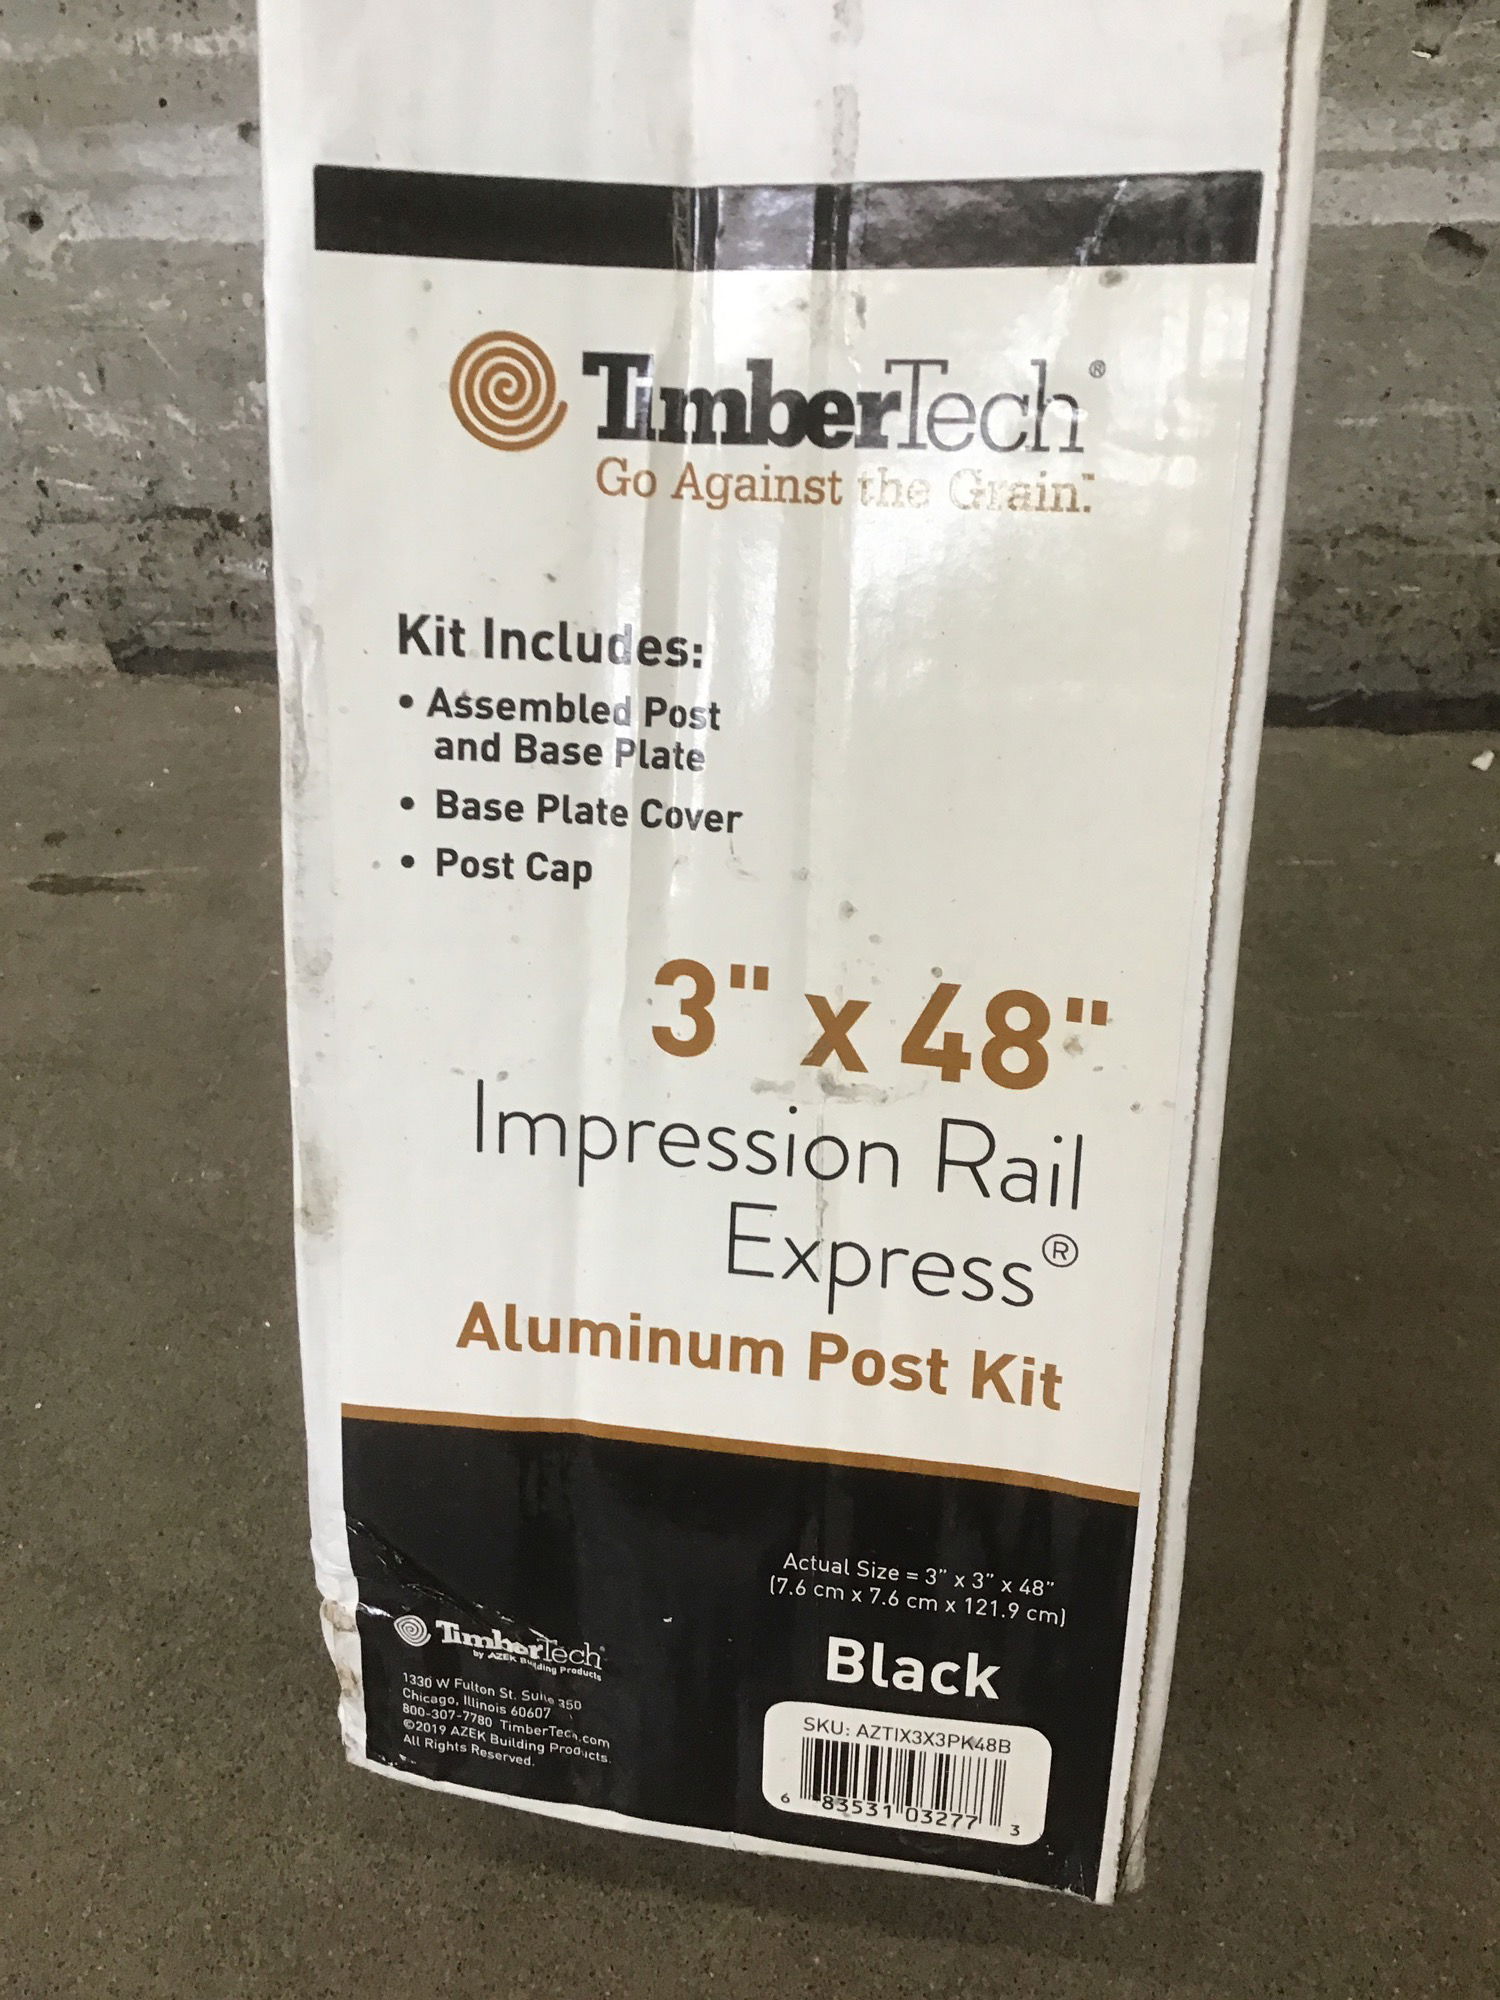 TimberTech®
Go Against the Grain.™
Kit Includes:
• Assembled Post
and Base Plate
• Base Plate Cover
• Post Cap
3" x 48"
Impression Rail
Express®
Aluminum Post Kit
Actual Size = 3" x 3" x 48"
(7.6 cm x 7.6 cm x 121.9 cm)
Black
SKU: AZTIX3X3PK48B
6 83531 03277 3
TimberTech®
by AZEK Building Products
1330 W Fulton St. Suite 350
Chicago, Illinois 60607
800-307-7780 TimberTech.com
©2019 AZEK Building Products.
All Rights Reserved.